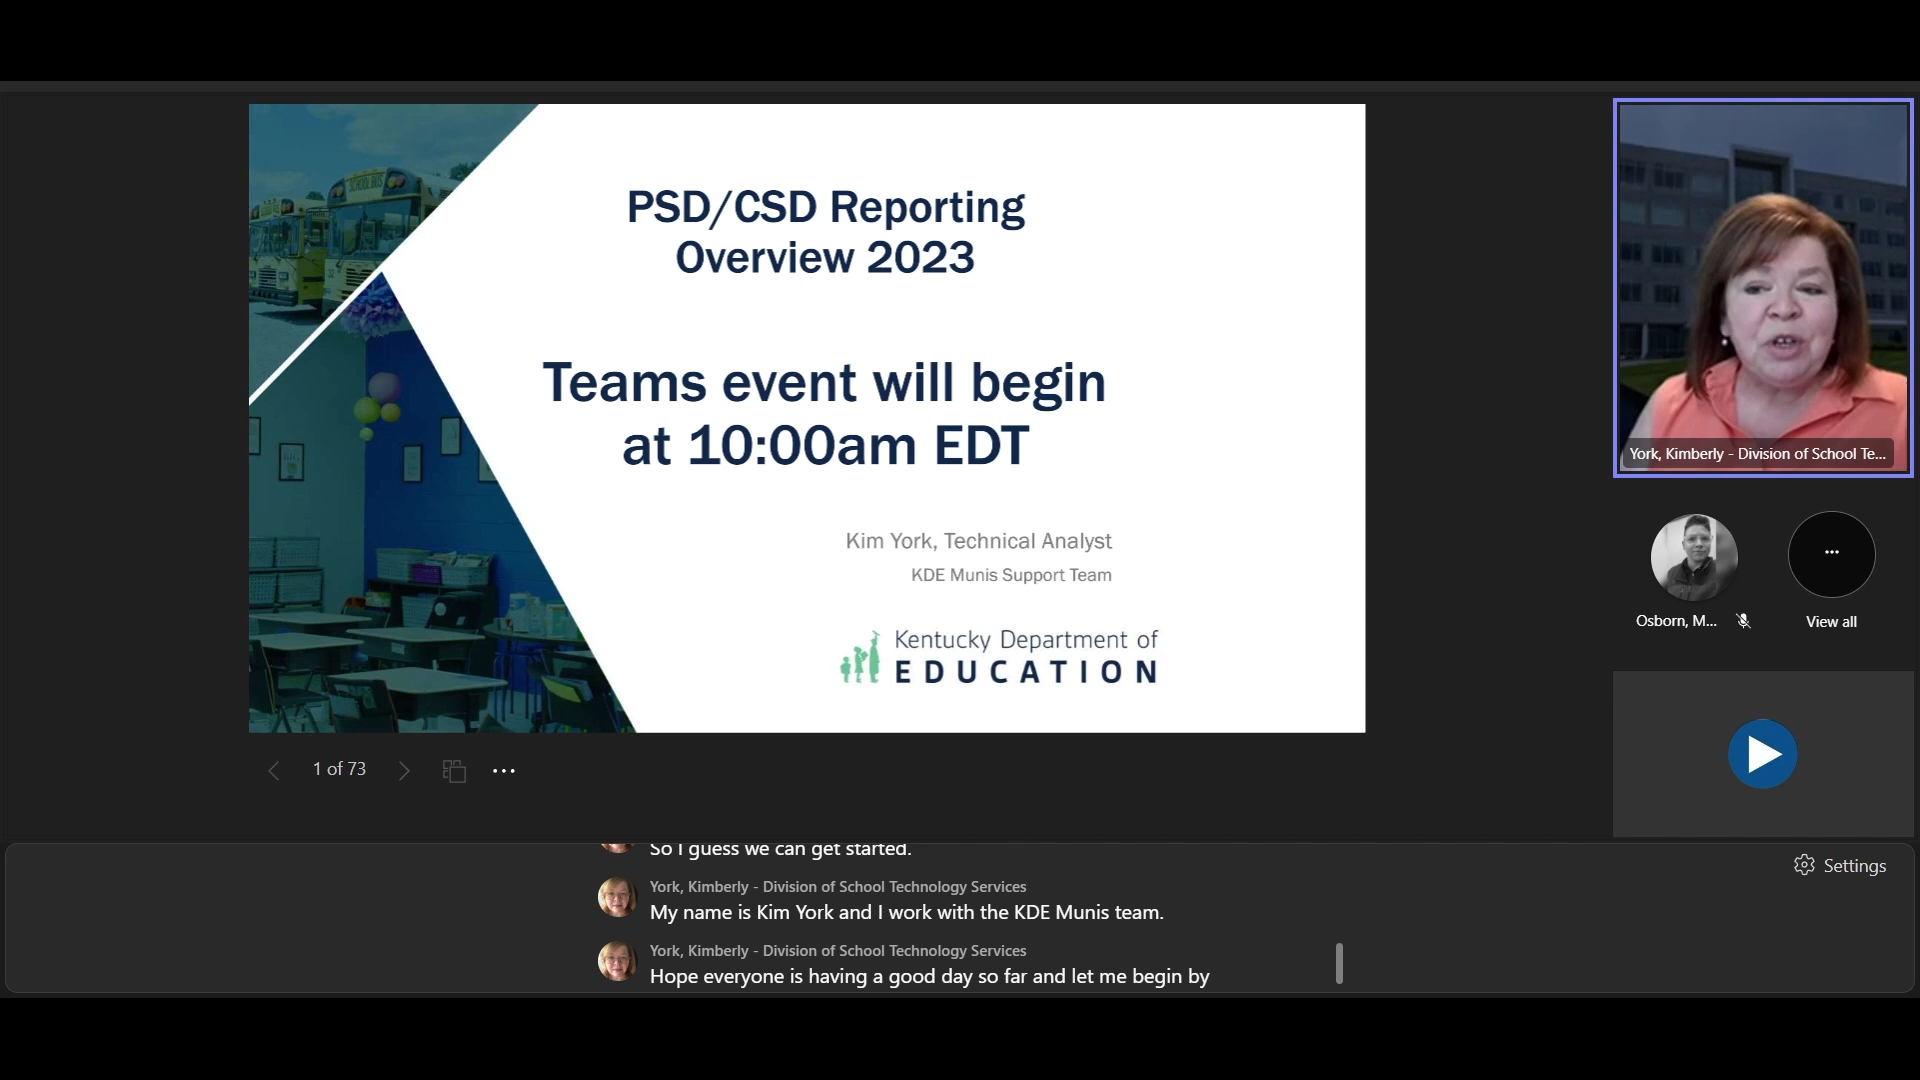 SCHOOL BUS
PSD/CSD Reporting
Overview 2023
Teams event will begin
at 10:00am EDT
Kim York, Technical Analyst
KDE Munis Support Team
Kentucky Department of
EDUCATION
York, Kimberly - Division of School Te...
Osborn, M...
View all
1 of 73
So I guess we can get started.
Settings
York, Kimberly - Division of School Technology Services
My name is Kim York and I work with the KDE Munis team.
York, Kimberly - Division of School Technology Services
Hope everyone is having a good day so far and let me begin by